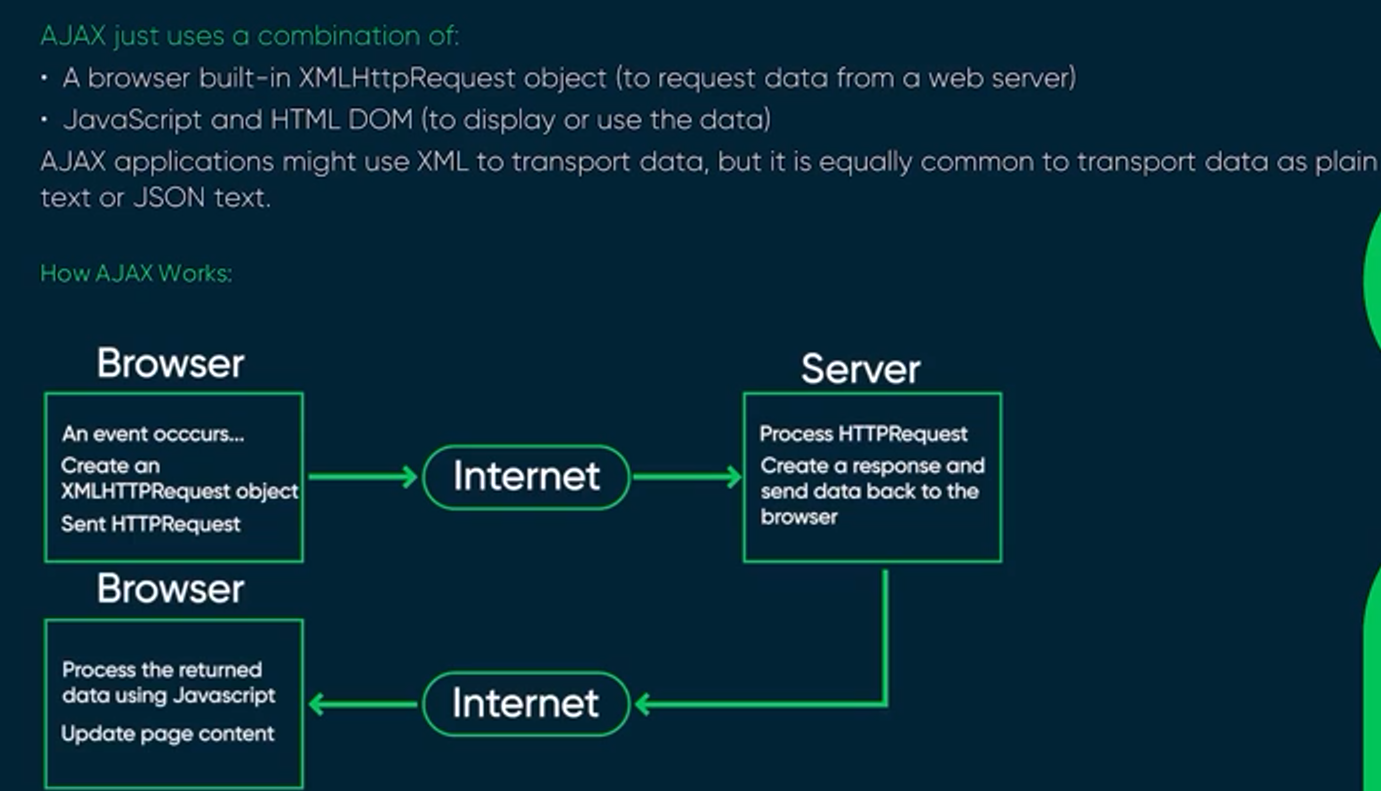 AJAX just uses a combination of:
• A browser built-in XMLHttpRequest object (to request data from a web server)
• JavaScript and HTML DOM (to display or use the data)
AJAX applications might use XML to transport data, but it is equally common to transport data as plain
text or JSON text.
How AJAX Works:
Browser
An event occcurs...
Create an
XMLHTTPRequest object
Sent HTTPRequest
Internet
Server
Process HTTPRequest
Create a response and
send data back to the
browser
Browser
Process the returned
data using Javascript
Update page content
Internet